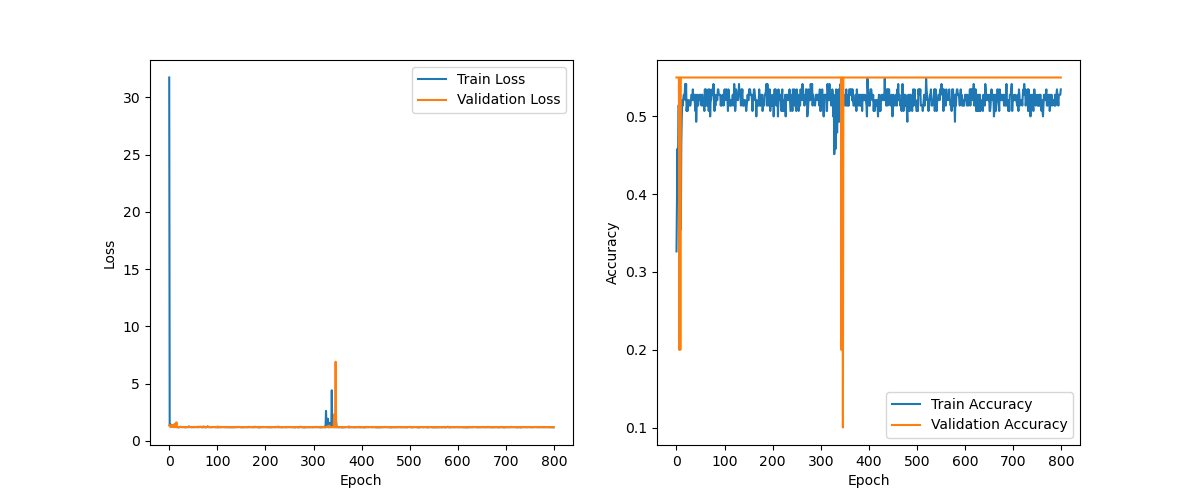 Train Loss
Validation Loss
30
25
20
15
10
5
0
Loss
0 100 200 300 400 500 600 700 800
Epoch
0.5
0.4
0.3
0.2
0.1
Accuracy
Train Accuracy
Validation Accuracy
0 100 200 300 400 500 600 700 800
Epoch